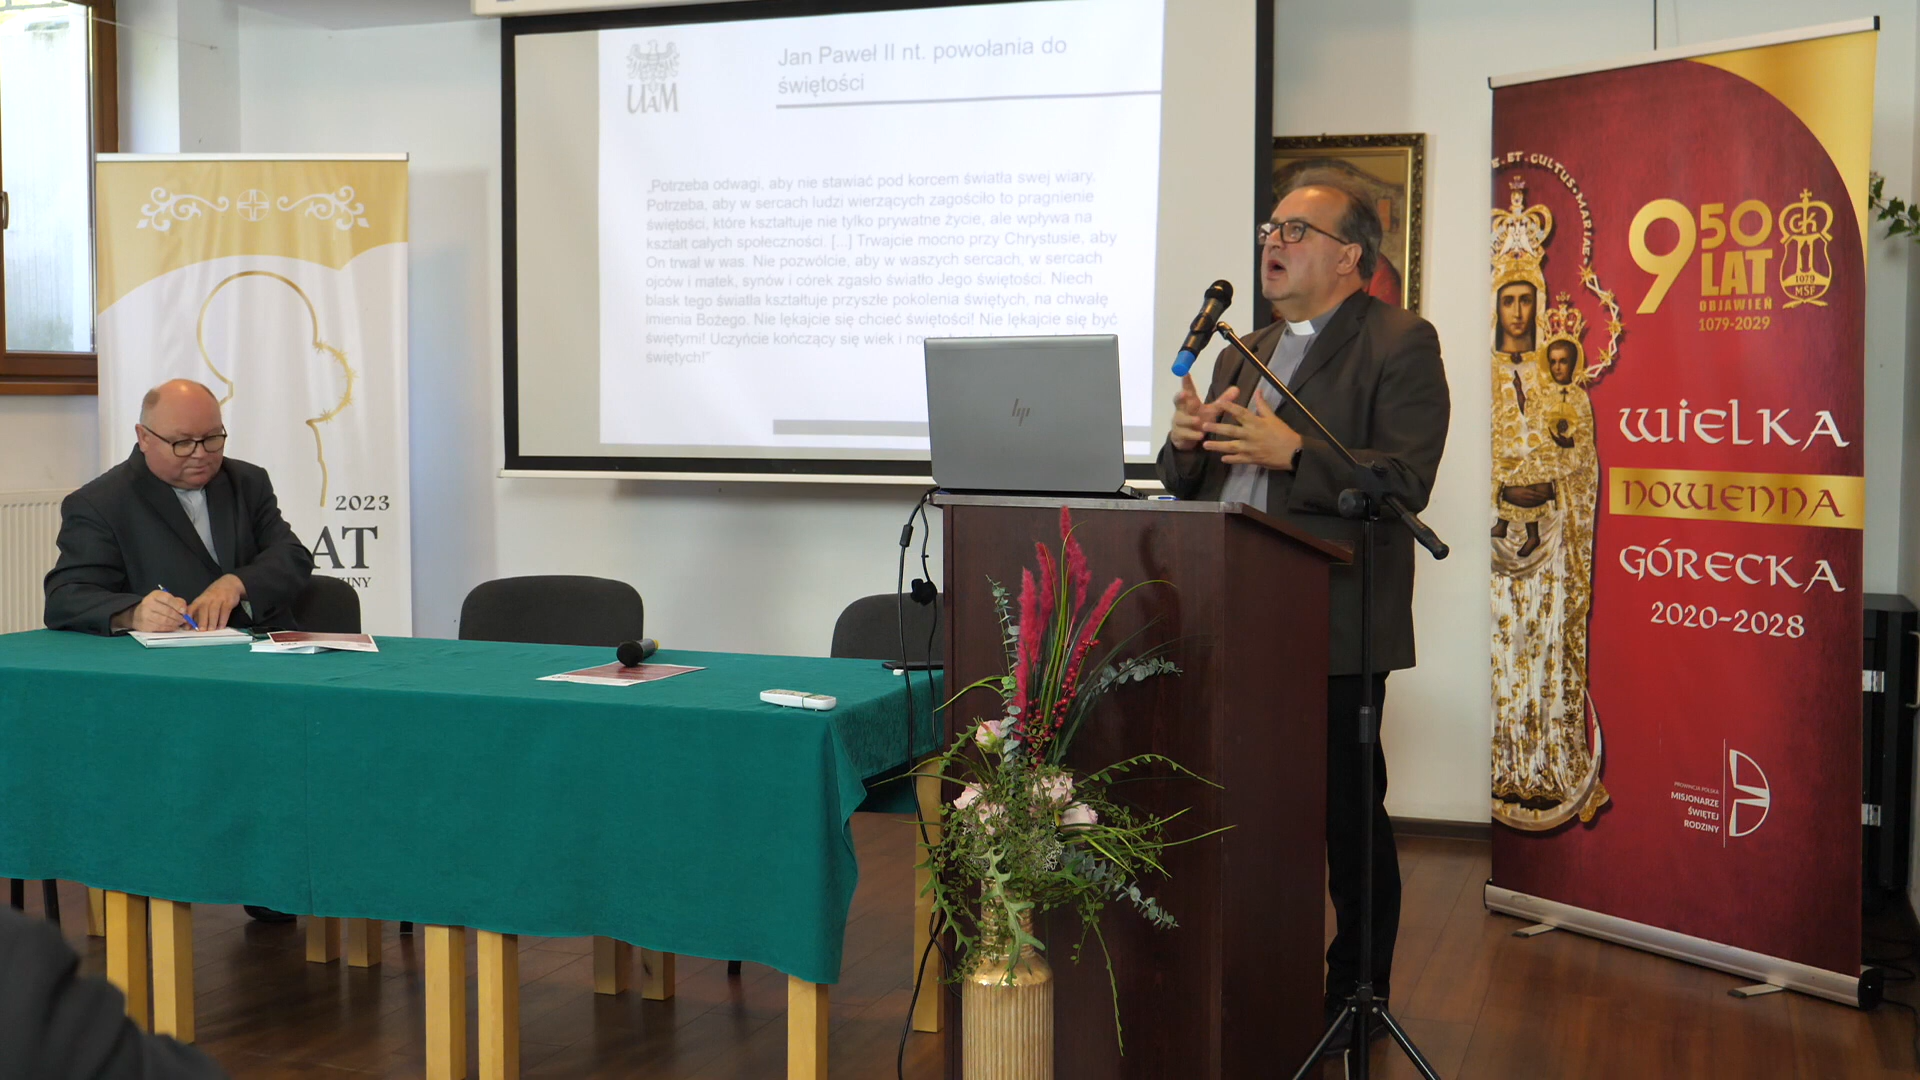 UAM
Jan Paweł II nt. powołania do
świętości
„Potrzeba odwagi, aby nie stawiać pod korcem światła swej wiary.
Potrzeba, aby w sercach ludzi wierzących zagościło to pragnienie
świętości, które kształtuje nie tylko prywatne życie, ale wpływa na
kształt całych społeczności. [...] Trwajcie mocno przy Chrystusie, aby
On trwał w was. Nie pozwólcie, aby w waszych sercach, w sercach
ojców i matek, synów i córek zgasło światło Jego świętości. Niech
blask tego światła kształtuje przyszłe pokolenia świętych, na chwałę
imienia Bożego. Nie lękajcie się chcieć świętości! Nie lękajcie się być
świętymi! Uczyńcie kończący się wiek i
świętych!”
2023
AT
hp
ET·CULTUS·MARIAE
950
LAT
OBJAWIEŃ
1079-2029
1079
MSF
WIELKA
NOWENNA
GÓRECKA
2020-2028
PROWINCJA POLSKA
MISJONARZE
ŚWIĘTEJ
RODZINY